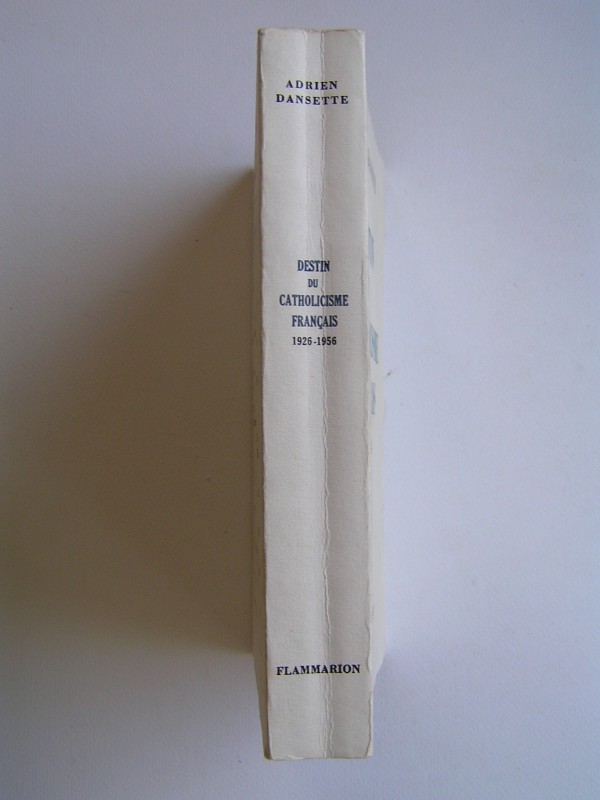 ADRIEN
DANSETTE
DESTIN
DU
CATHOLICISME
FRANÇAIS
1926-1956
FLAMMARION